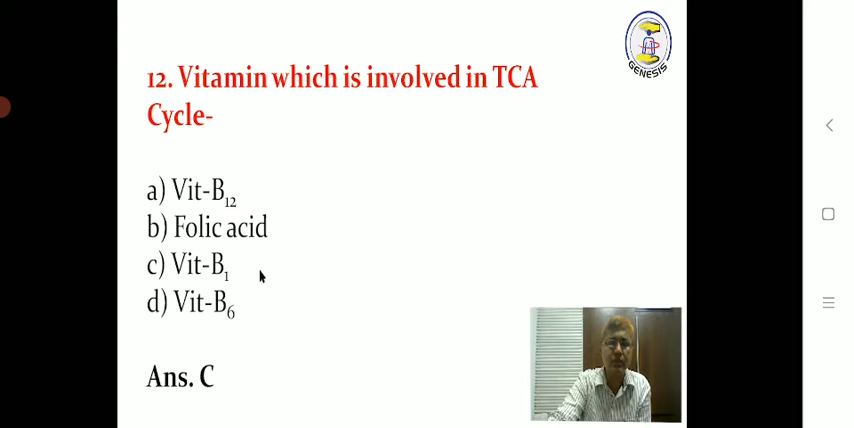 GENESIS
12. Vitamin which is involved in TCA
Cycle-
a) Vit-B₁₂
b) Folic acid
c) Vit-B₁
d) Vit-B₆
Ans. C